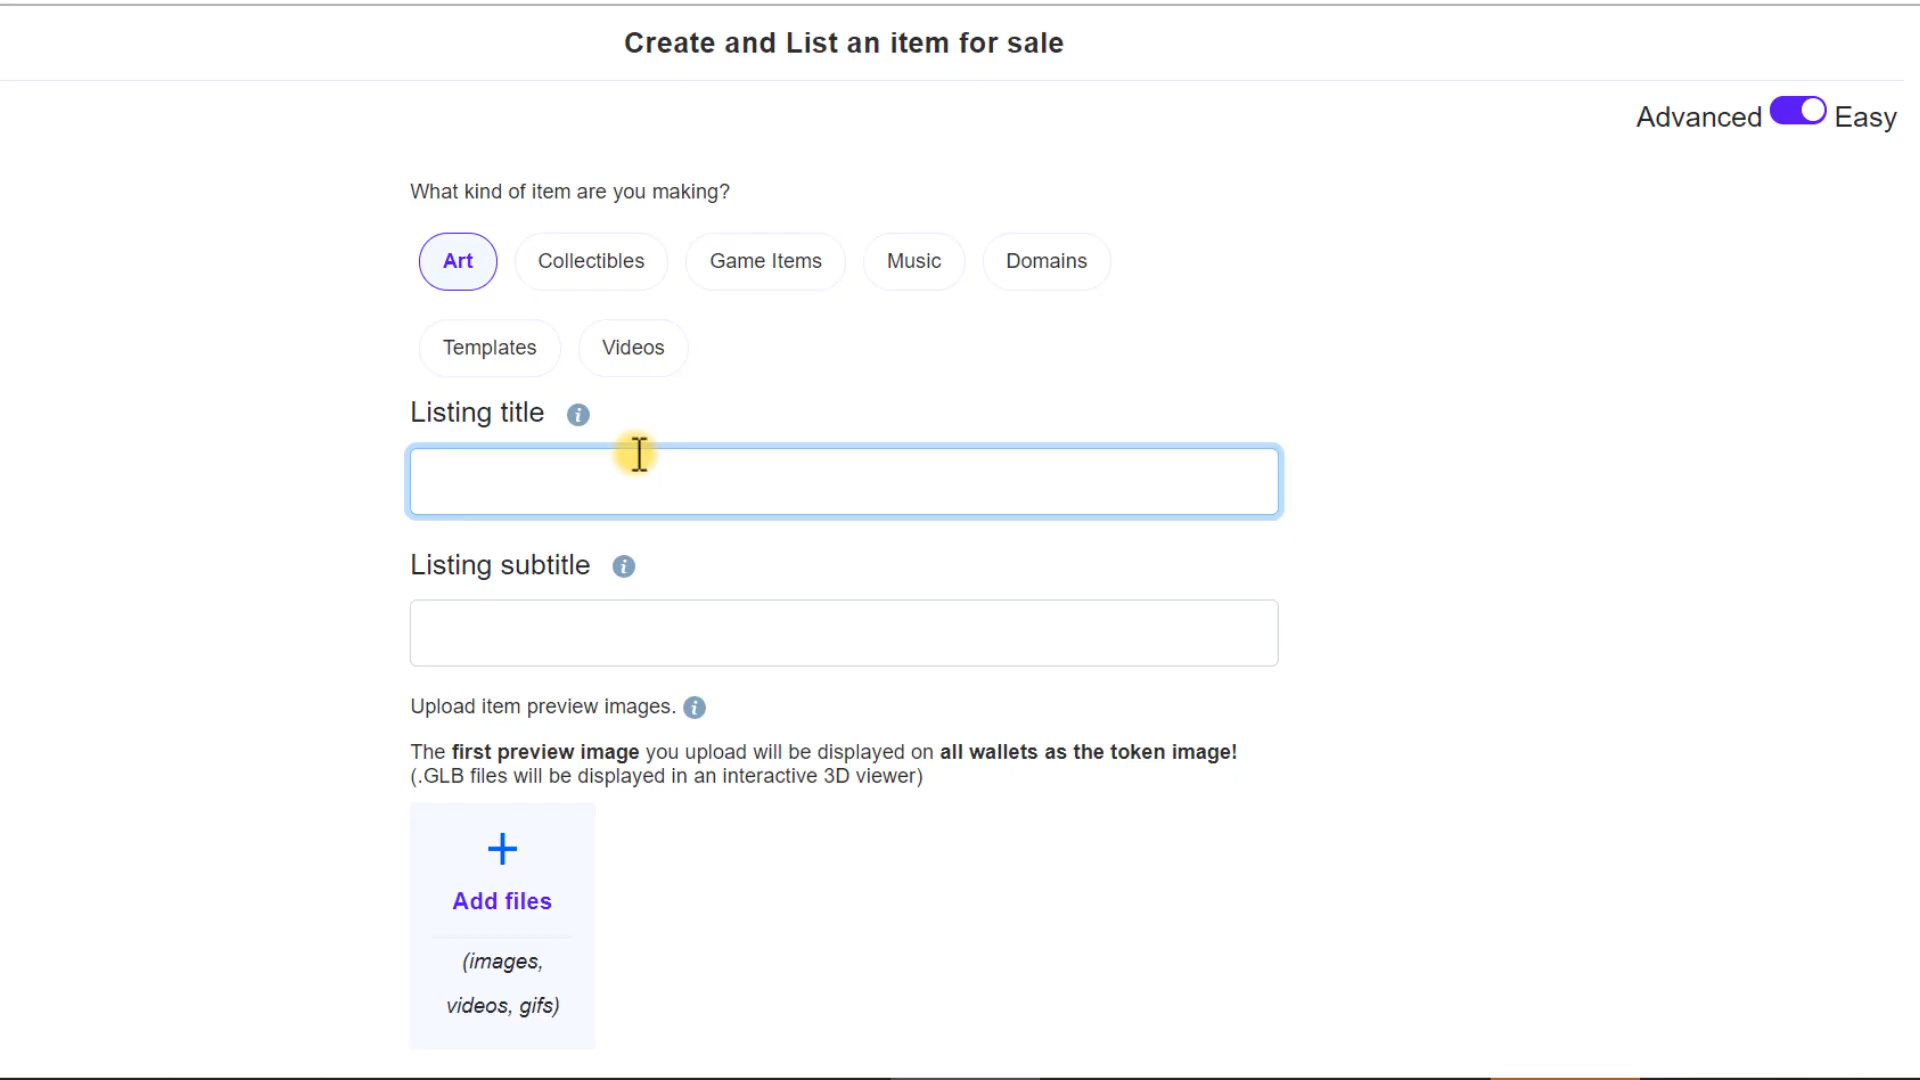 Create and List an item for sale
Advanced Easy
What kind of item are you making?
Art Collectibles Game Items Music Domains
Templates Videos
Listing title i
Listing subtitle i
Upload item preview images. i
The first preview image you upload will be displayed on all wallets as the token image!
(.GLB files will be displayed in an interactive 3D viewer)
+
Add files
(images,
videos, gifs)